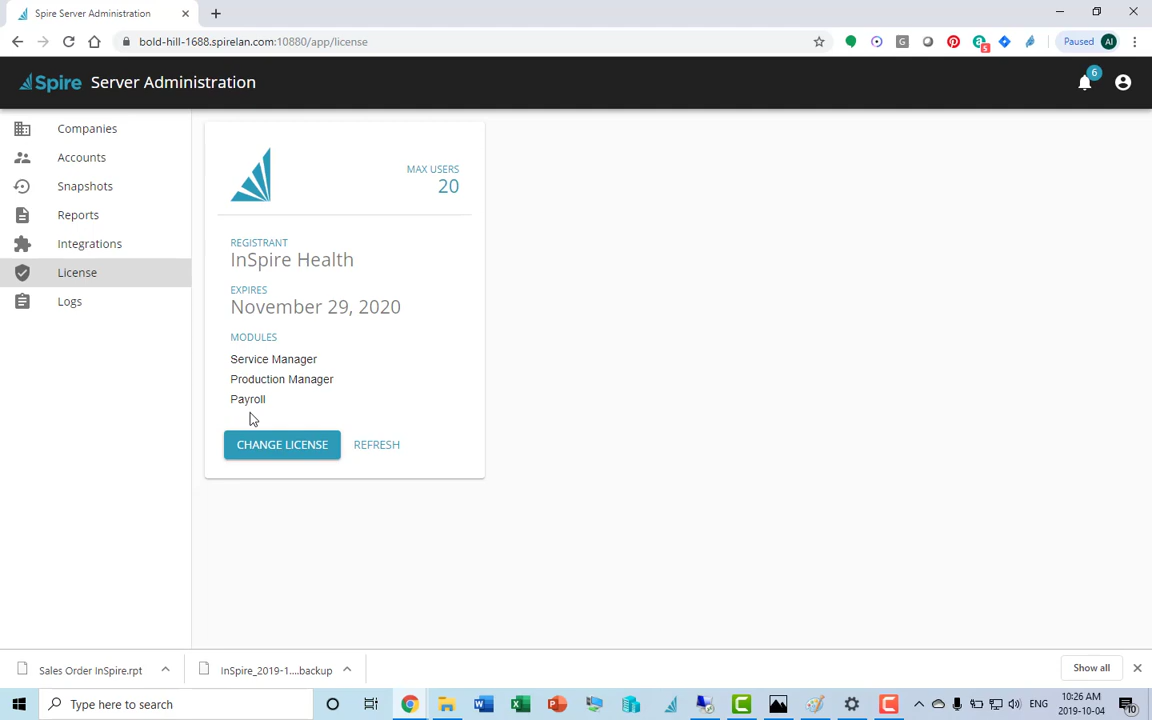 Spire Server Administration
bold-hill-1688.spirelan.com:10880/app/license
G
5
Paused
AI
Spire Server Administration
6
Companies
Accounts
Snapshots
Reports
Integrations
License
Logs
MAX USERS
20
REGISTRANT
InSpire Health
EXPIRES
November 29, 2020
MODULES
Service Manager
Production Manager
Payroll
CHANGE LICENSE
REFRESH
Sales Order InSpire.rpt
InSpire_2019-1....backup
Show all
Type here to search
ENG
10:26 AM
2019-10-04
10